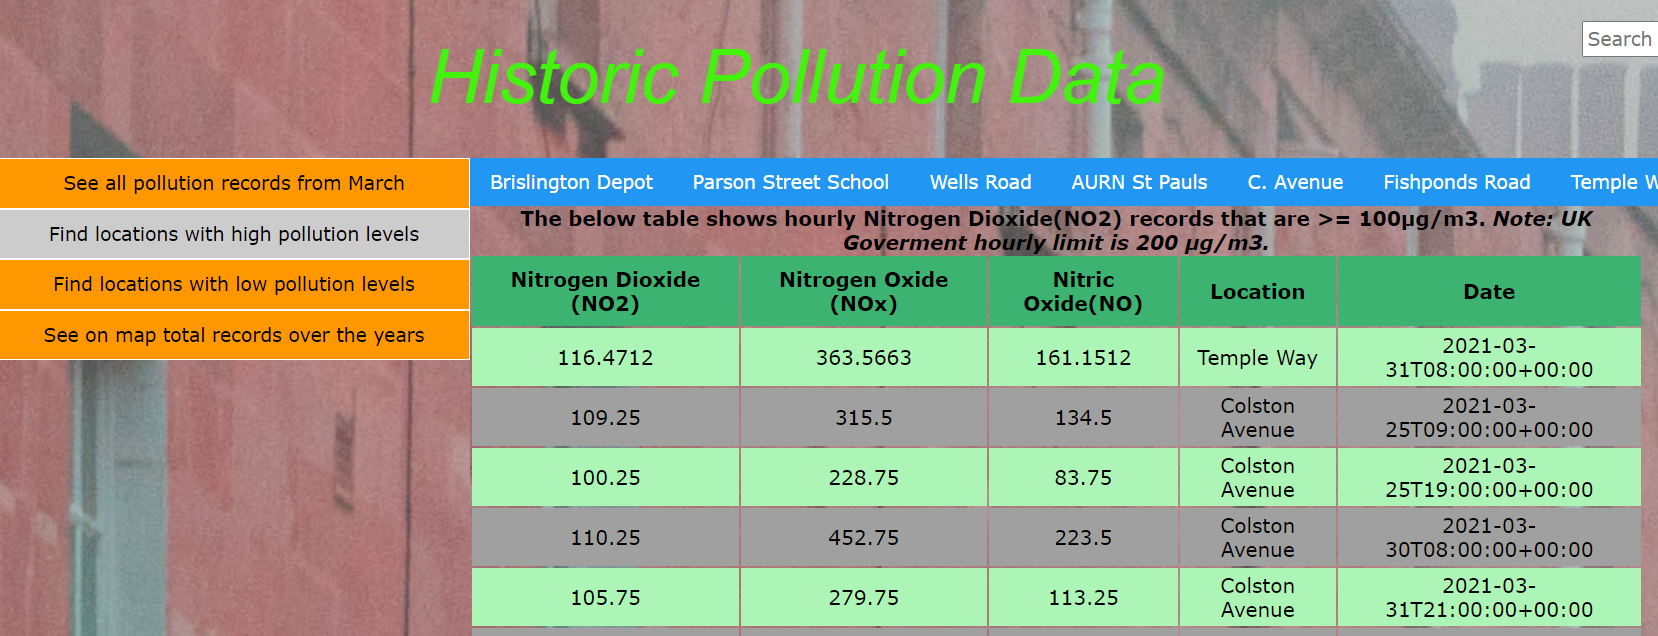 Historic Pollution Data
Search
See all pollution records from March
Find locations with high pollution levels
Find locations with low pollution levels
See on map total records over the years
Brislington Depot Parson Street School Wells Road AURN St Pauls C. Avenue Fishponds Road Temple W
The below table shows hourly Nitrogen Dioxide(NO2) records that are >= 100µg/m3. Note: UK
Goverment hourly limit is 200 µg/m3.
Nitrogen Dioxide
(NO2)
Nitrogen Oxide
(NOx)
Nitric
Oxide(NO)
Location
Date
116.4712
363.5663
161.1512
Temple Way
2021-03-
31T08:00:00+00:00
109.25
315.5
134.5
Colston
Avenue
2021-03-
25T09:00:00+00:00
100.25
228.75
83.75
Colston
Avenue
2021-03-
25T19:00:00+00:00
110.25
452.75
223.5
Colston
Avenue
2021-03-
30T08:00:00+00:00
105.75
279.75
113.25
Colston
Avenue
2021-03-
31T21:00:00+00:00